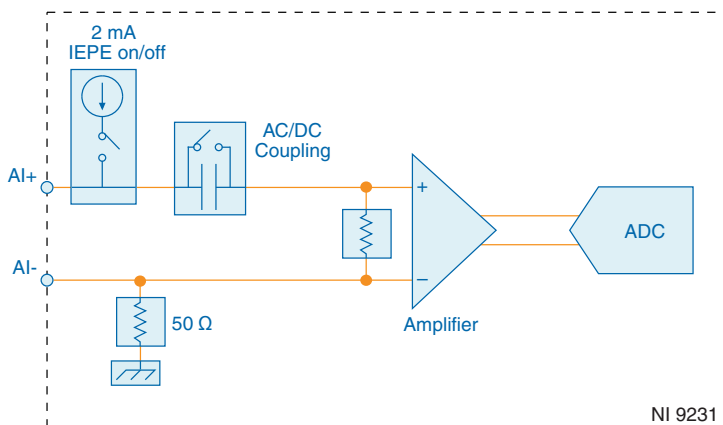 2 mA
IEPE on/off
AC/DC
Coupling
AI+
+
ADC
AI-
−
50 Ω
Amplifier
NI 9231